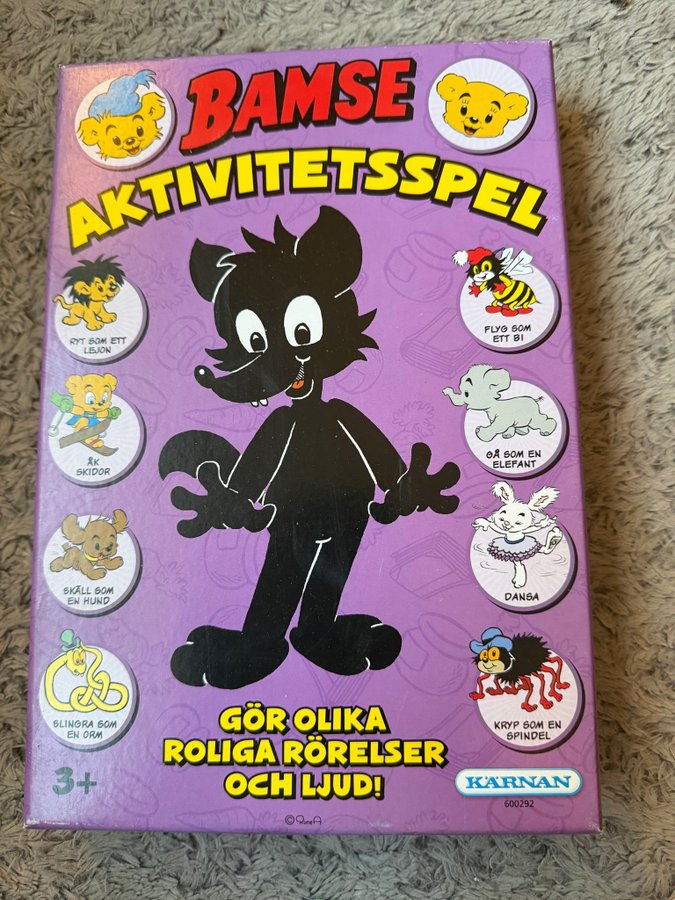 BAMSE
AKTIVITETSSPEL
RYT SOM ETT
LEJON
FLYG SOM
ETT BI
ÅK
SKIDOR
GÅ SOM EN
ELEFANT
SKÄLL SOM
EN HUND
DANSA
SLINGRA SOM
EN ORM
KRYP SOM EN
SPINDEL
GÖR OLIKA
ROLIGA RÖRELSER
OCH LJUD!
3+
KÄRNAN
600292
© Rune A